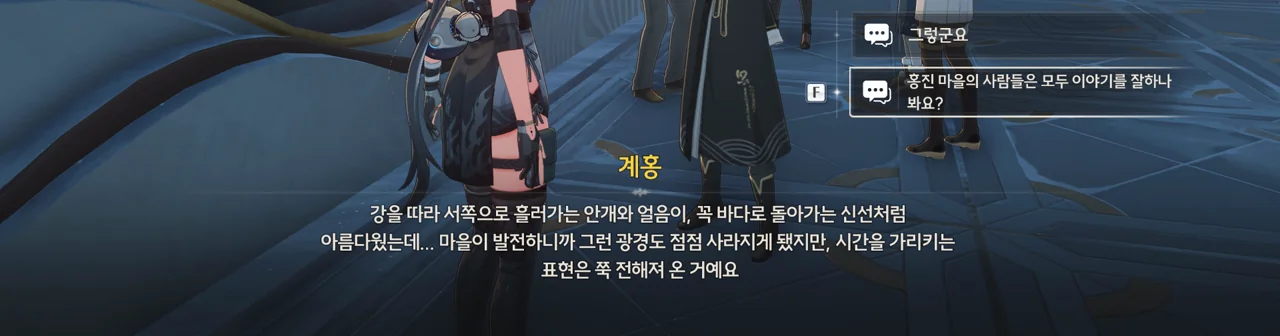 그렇군요
F
홍진 마을의 사람들은 모두 이야기를 잘하나
봐요?
계홍
강을 따라 서쪽으로 흘러가는 안개와 얼음이, 꼭 바다로 돌아가는 신선처럼
아름다웠는데... 마을이 발전하니까 그런 광경도 점점 사라지게 됐지만, 시간을 가리키는
표현은 쭉 전해져 온 거예요